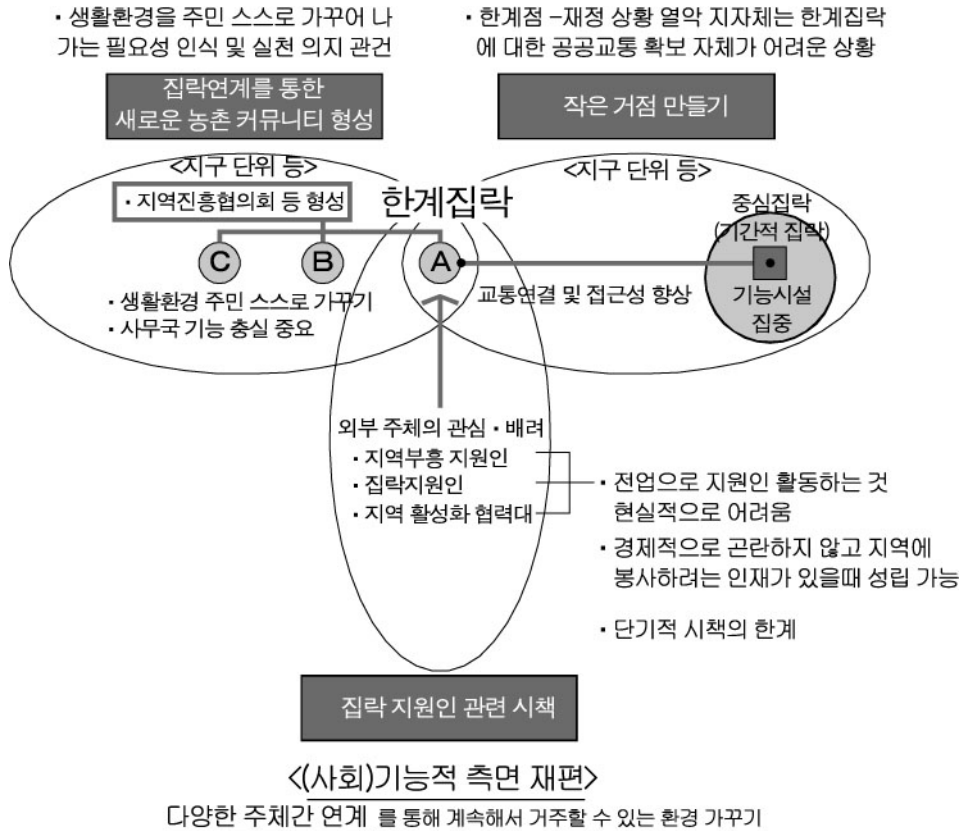 · 생활환경을 주민 스스로 가꾸어 나
가는 필요성 인식 및 실천 의지 관건
· 한계점 –재정 상황 열악 지자체는 한계집락
에 대한 공공교통 확보 자체가 어려운 상황
집락연계를 통한
새로운 농촌 커뮤니티 형성
작은 거점 만들기
<지구 단위 등>
<지구 단위 등>
· 지역진흥협의회 등 형성
한계집락
중심집락
(기간적 집락)
C
B
A
· 생활환경 주민 스스로 가꾸기
· 사무국 기능 충실 중요
교통연결 및 접근성 향상
기능시설
집중
외부 주체의 관심 · 배려
· 지역부흥 지원인
· 집락지원인
· 지역 활성화 협력대
· 전업으로 지원인 활동하는 것
현실적으로 어려움
· 경제적으로 곤란하지 않고 지역에
봉사하려는 인재가 있을때 성립 가능
· 단기적 시책의 한계
집락 지원인 관련 시책
<(사회)기능적 측면 재편>
다양한 주체간 연계 를 통해 계속해서 거주할 수 있는 환경 가꾸기